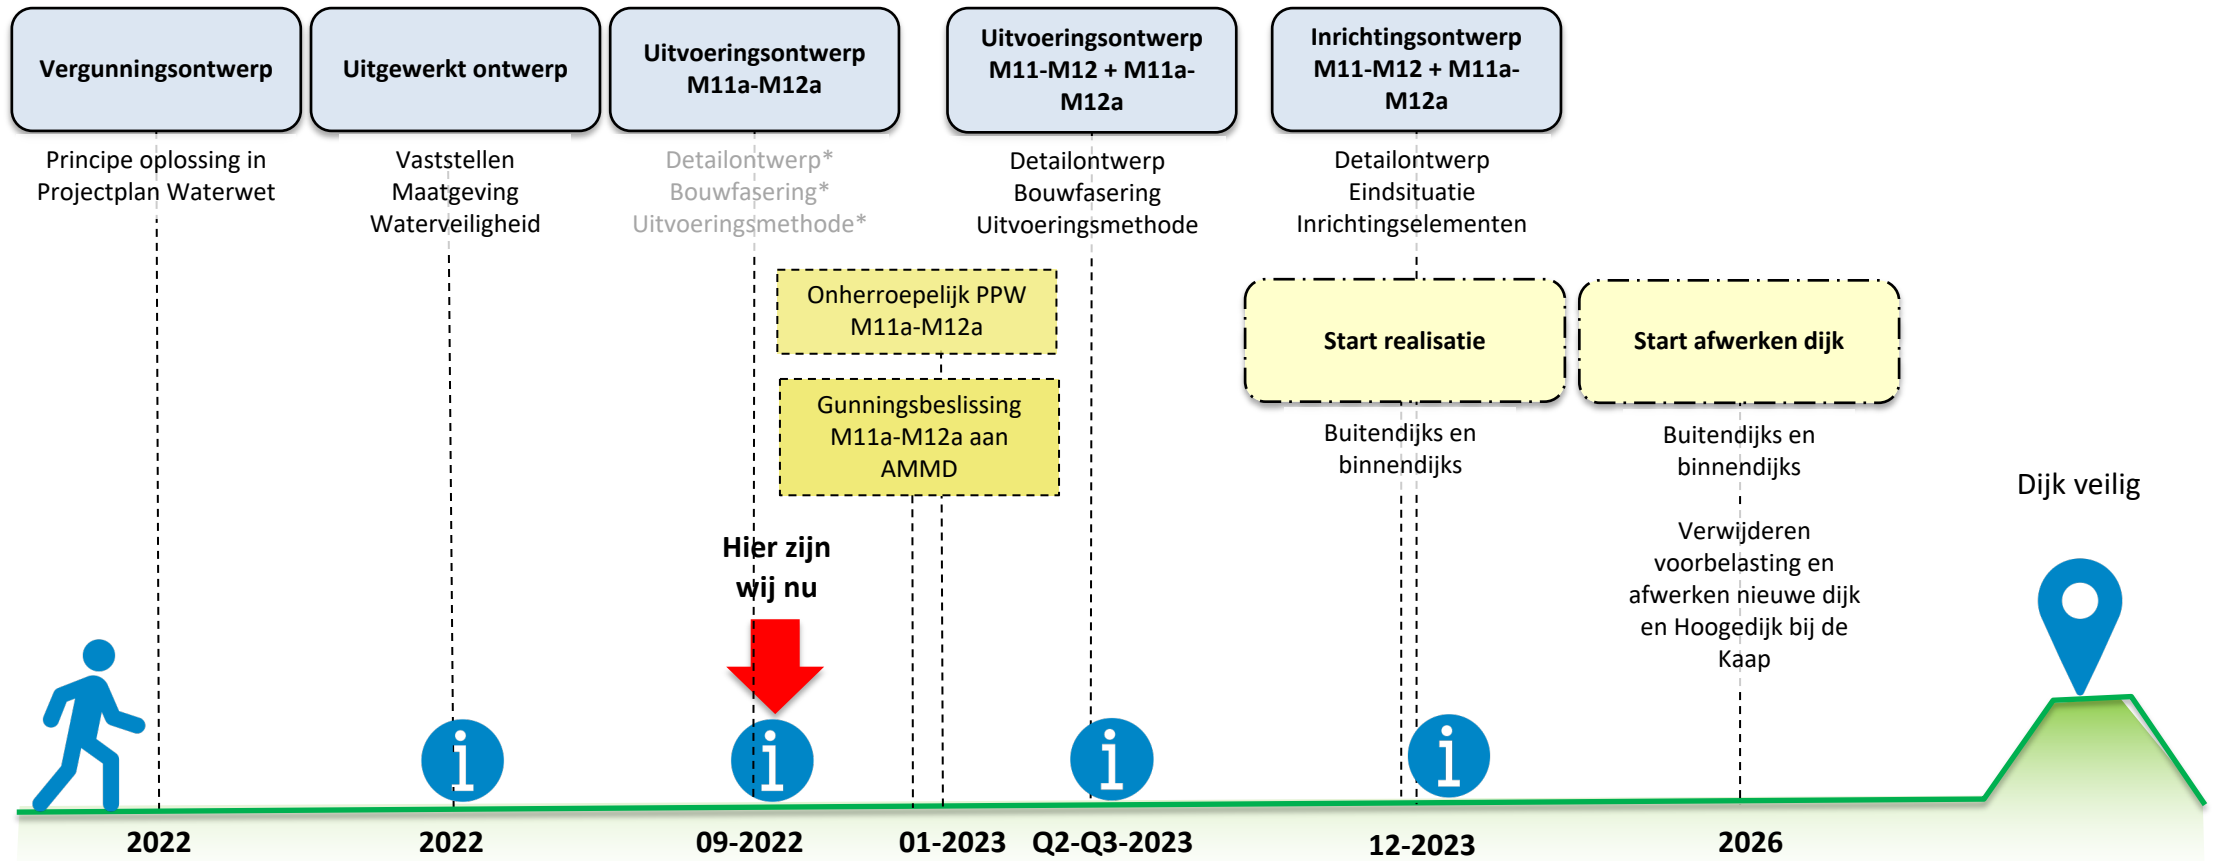 Vergunningsontwerp
Uitgewerkt ontwerp
Uitvoeringsontwerp
M11a-M12a
Uitvoeringsontwerp
M11-M12 + M11a-
M12a
Inrichtingsontwerp
M11-M12 + M11a-
M12a
Principe oplossing in
Projectplan Waterwet
Vaststellen
Maatgeving
Waterveiligheid
Detailontwerp*
Bouwfasering*
Uitvoeringsmethode*
Detailontwerp
Bouwfasering
Uitvoeringsmethode
Detailontwerp
Eindsituatie
Inrichtingselementen
Onherroepelijk PPW
M11a-M12a
Gunningsbeslissing
M11a-M12a aan
AMMD
Start realisatie
Start afwerken dijk
Buitendijks en
binnendijks
Buitendijks en
binnendijks
Verwijderen
voorbelasting en
afwerken nieuwe dijk
en Hoogedijk bij de
Kaap
Dijk veilig
Hier zijn
wij nu
i
i
i
i
2022
2022
09-2022
01-2023
Q2-Q3-2023
12-2023
2026